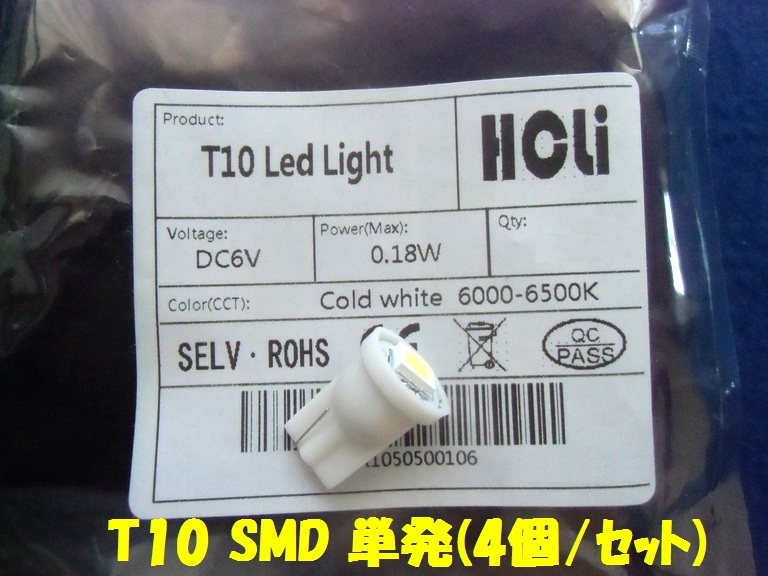 Product:
T10 Led Light
HOLi
Voltage:
DC6V
Power(Max):
0.18W
Qty:
Color(CCT): Cold white 6000-6500K
SELV・ROHS
QC
PASS
1050500106
T10 SMD 単発(4個/セット)